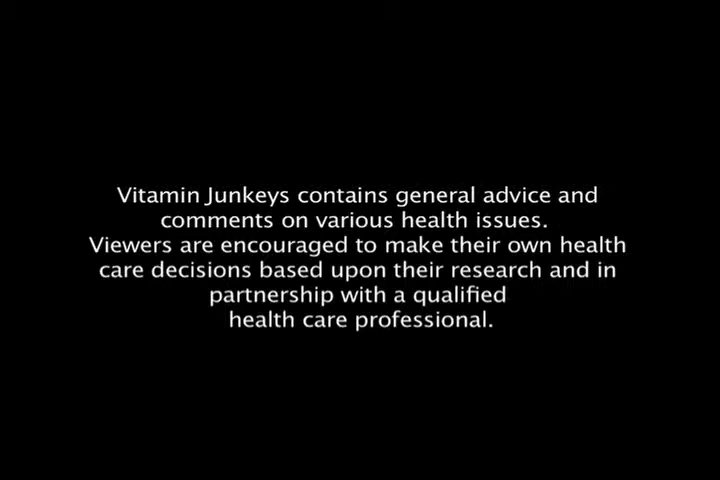 Vitamin Junkeys contains general advice and
comments on various health issues.
Viewers are encouraged to make their own health
care decisions based upon their research and in
partnership with a qualified
health care professional.